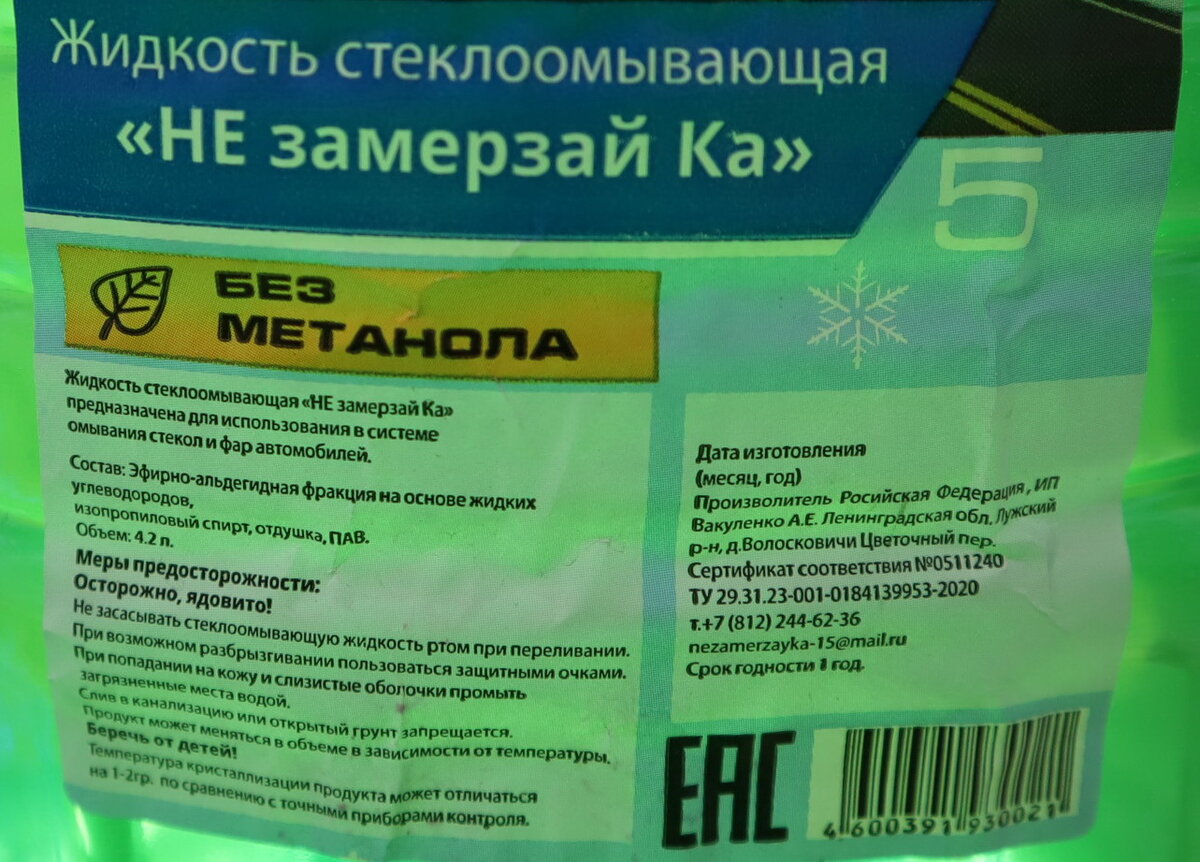 Жидкость стеклоомывающая
«НЕ замерзай Ка»
5
БЕЗ
МЕТАНОЛА
Жидкость стеклоомывающая «НЕ замерзай Ка»
предназначена для использования в системе
омывания стекол и фар автомобилей.
Состав: Эфирно-альдегидная фракция на основе жидких
углеводородов,
изопропиловый спирт, отдушка, ПАВ.
Объем: 4.2 л.
Меры предосторожности:
Осторожно, ядовито!
Не засасывать стеклоомывающую жидкость ртом при переливании.
При возможном разбрызгивании пользоваться защитными очками.
При попадании на кожу и слизистые оболочки промыть
загрязненные места водой.
Слив в канализацию или открытый грунт запрещается.
Продукт может меняться в объеме в зависимости от температуры.
Беречь от детей!
Температура кристаллизации продукта может отличаться
на 1-2гр. по сравнению с точными приборами контроля.
Дата изготовления
(месяц, год)
Произволитель Росийская Федерация, ИП
Вакуленко А.Е. Ленинградская обл. Лужский
р-н, д.Волосковичи Цветочный пер.
Сертификат соответствия №0511240
ТУ 29.31.23-001-0184139953-2020
т.+7 (812) 244-62-36
nezamerzayka-15@mail.ru
Срок годности 1 год.
EAC
4 600391 930021